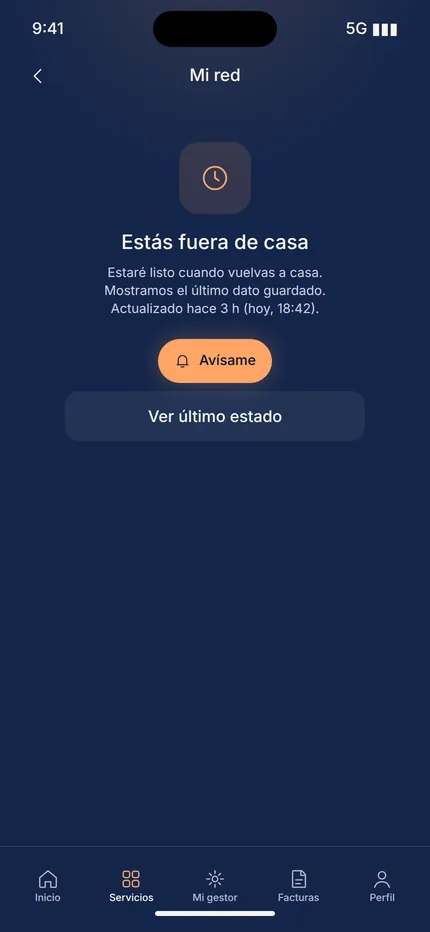 9:41
5G
Mi red
Estás fuera de casa
Estaré listo cuando vuelvas a casa.
Mostramos el último dato guardado.
Actualizado hace 3 h (hoy, 18:42).
Avísame
Ver último estado
Inicio
Servicios
Mi gestor
Facturas
Perfil